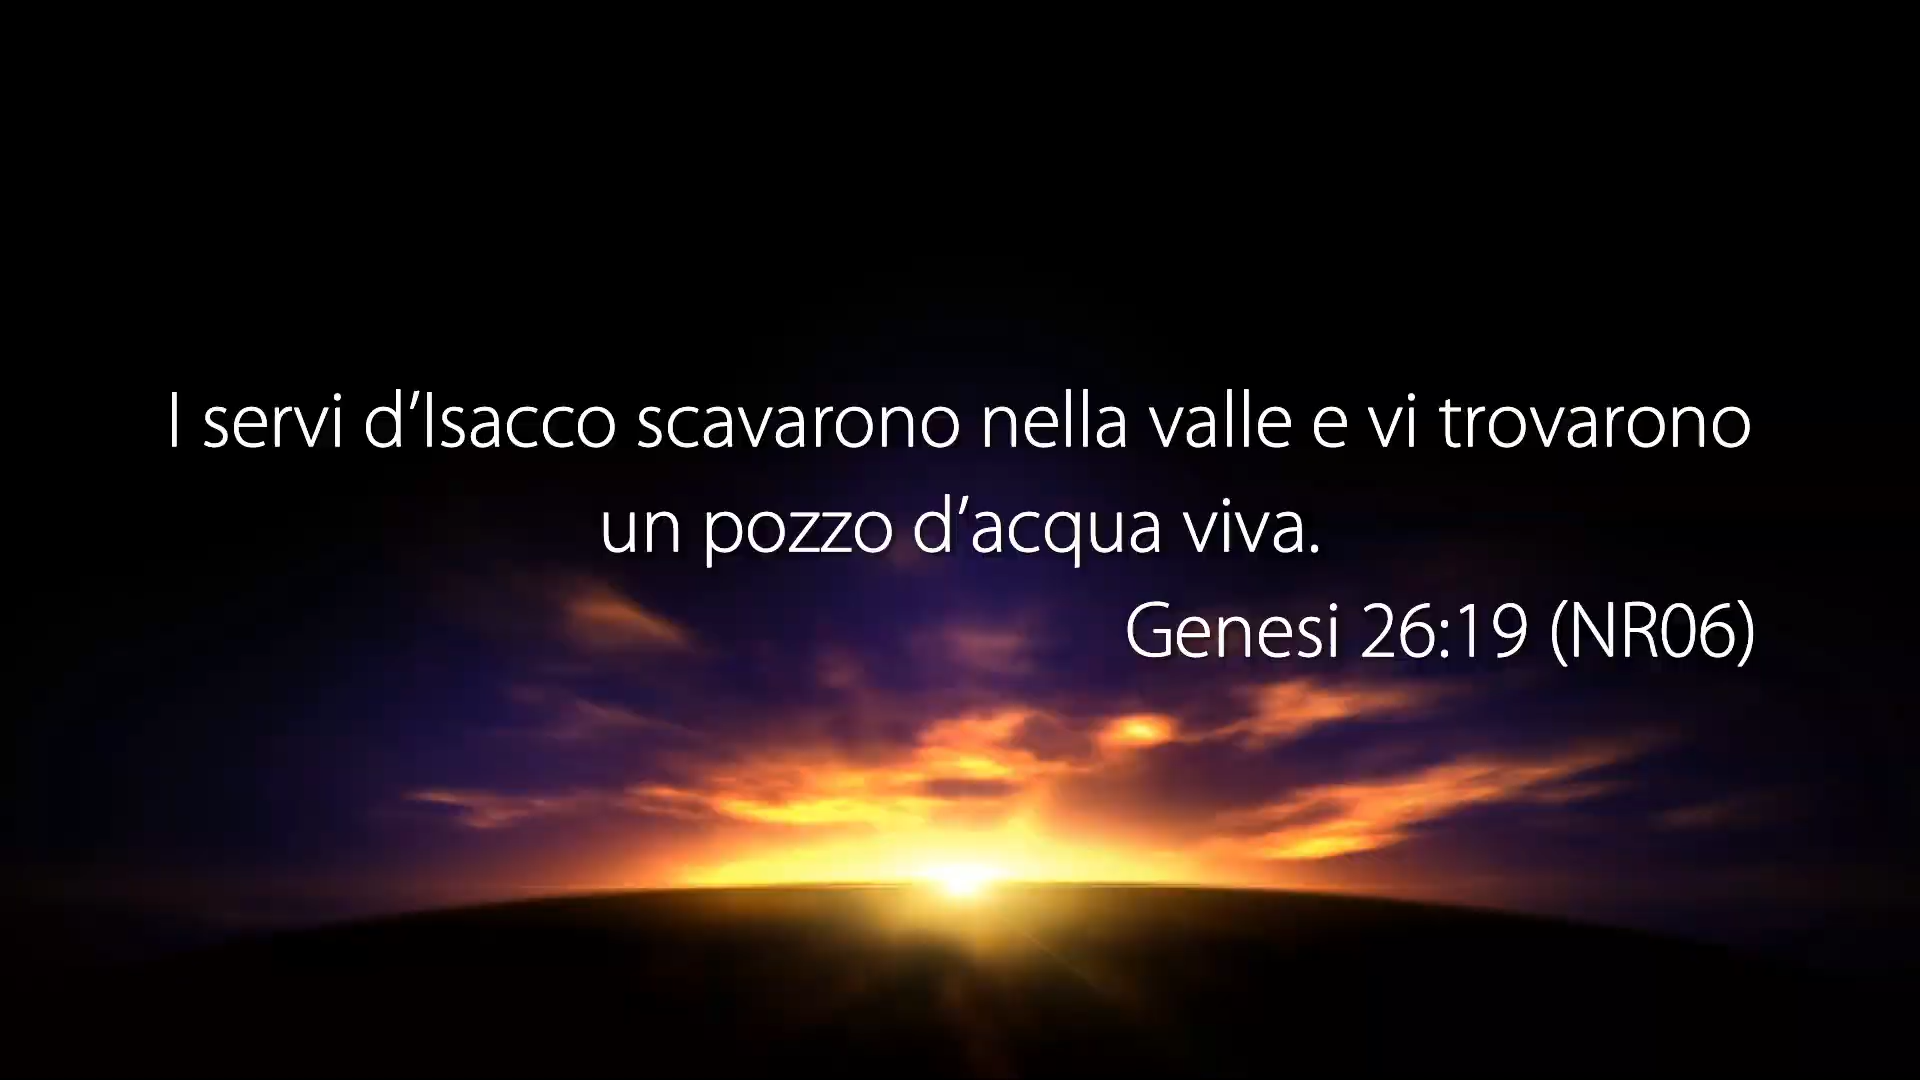 I servi d’Isacco scavarono nella valle e vi trovarono
un pozzo d’acqua viva.
Genesi 26:19 (NR06)